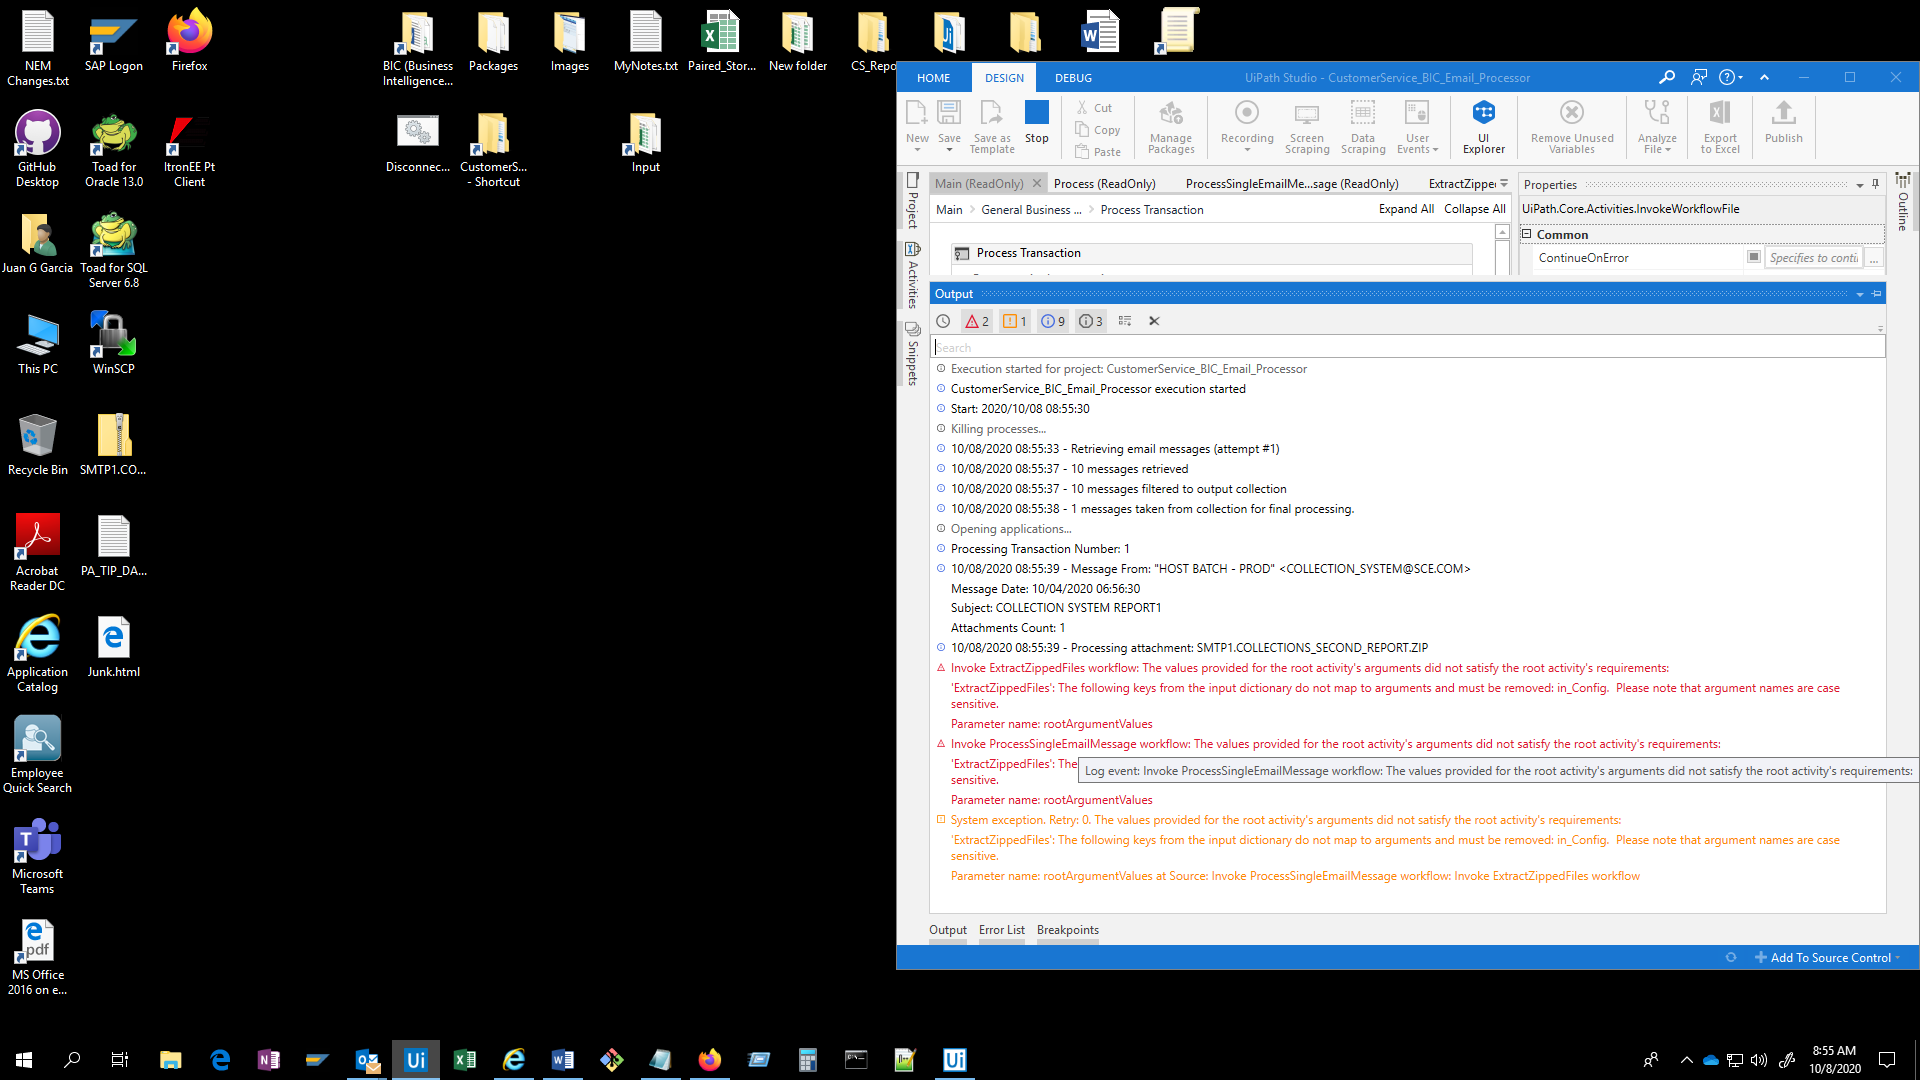 NEM
Changes.txt
SAP Logon
Firefox
BIC (Business
Intelligence...
Packages
Images
MyNotes.txt
Paired_Stor...
New folder
CS_Repo
GitHub
Desktop
Toad for
Oracle 13.0
ItronEE Pt
Client
Disconnec...
CustomerS...
- Shortcut
Input
Juan G Garcia
Toad for SQL
Server 6.8
This PC
WinSCP
Recycle Bin
SMTP1.CO...
Acrobat
Reader DC
PA_TIP_DA...
Application
Catalog
Junk.html
Employee
Quick Search
Microsoft
Teams
pdf
MS Office
2016 on e...
HOME
DESIGN
DEBUG
UiPath Studio - CustomerService_BIC_Email_Processor
New
Save
Save as
Template
Stop
Cut
Copy
Paste
Manage
Packages
Recording
Screen
Scraping
Data
Scraping
User
Events
UI
Explorer
Remove Unused
Variables
Analyze
File
Export
to Excel
Publish
Project
Activities
Snippets
Main (ReadOnly)
Process (ReadOnly)
ProcessSingleEmailMe...sage (ReadOnly)
ExtractZippe
Properties
Outline
Main
General Business ...
Process Transaction
Expand All
Collapse All
UiPath.Core.Activities.InvokeWorkflowFile
Common
Process Transaction
ContinueOnError
Specifies to conti
...
Output
2
1
9
3
Search
Execution started for project: CustomerService_BIC_Email_Processor
CustomerService_BIC_Email_Processor execution started
Start: 2020/10/08 08:55:30
Killing processes...
10/08/2020 08:55:33 - Retrieving email messages (attempt #1)
10/08/2020 08:55:37 - 10 messages retrieved
10/08/2020 08:55:37 - 10 messages filtered to output collection
10/08/2020 08:55:38 - 1 messages taken from collection for final processing.
Opening applications...
Processing Transaction Number: 1
10/08/2020 08:55:39 - Message From: "HOST BATCH - PROD" <COLLECTION_SYSTEM@SCE.COM>
Message Date: 10/04/2020 06:56:30
Subject: COLLECTION SYSTEM REPORT1
Attachments Count: 1
10/08/2020 08:55:39 - Processing attachment: SMTP1.COLLECTIONS_SECOND_REPORT.ZIP
Invoke ExtractZippedFiles workflow: The values provided for the root activity's arguments did not satisfy the root activity's requirements:
'ExtractZippedFiles': The following keys from the input dictionary do not map to arguments and must be removed: in_Config.  Please note that argument names are case
sensitive.
Parameter name: rootArgumentValues
Invoke ProcessSingleEmailMessage workflow: The values provided for the root activity's arguments did not satisfy the root activity's requirements:
'ExtractZippedFiles': The
sensitive.
Log event: Invoke ProcessSingleEmailMessage workflow: The values provided for the root activity's arguments did not satisfy the root activity's requirements:
Parameter name: rootArgumentValues
System exception. Retry: 0. The values provided for the root activity's arguments did not satisfy the root activity's requirements:
'ExtractZippedFiles': The following keys from the input dictionary do not map to arguments and must be removed: in_Config.  Please note that argument names are case
sensitive.
Parameter name: rootArgumentValues at Source: Invoke ProcessSingleEmailMessage workflow: Invoke ExtractZippedFiles workflow
Output
Error List
Breakpoints
Add To Source Control
Ui
Ui
8:55 AM
10/8/2020